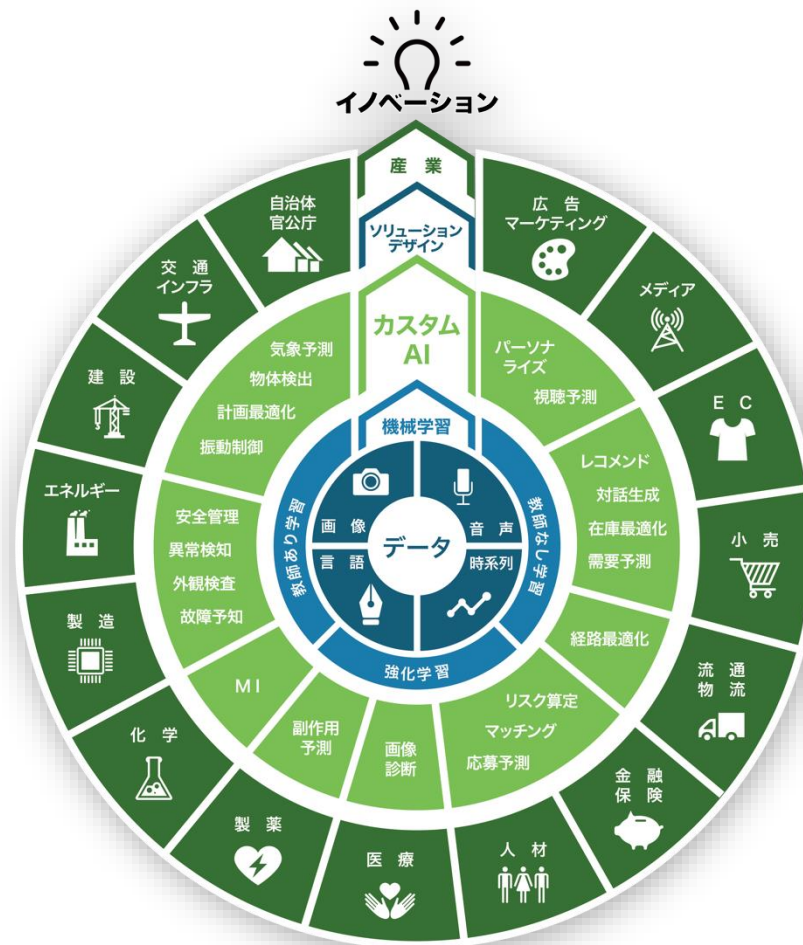 イノベーション
産業
ソリューション
デザイン
カスタム
AI
機械学習
広告
マーケティング
メディア
EC
小売
流通
物流
金融
保険
人材
医療
製薬
化学
製造
エネルギー
建設
交通
インフラ
自治体
官公庁
パーソナ
ライズ
視聴予測
レコメンド
対話生成
在庫最適化
需要予測
経路最適化
リスク算定
マッチング
応募予測
画像
診断
副作用
予測
MI
安全管理
異常検知
外観検査
故障予知
気象予測
物体検出
計画最適化
振動制御
教師あり学習
教師なし学習
強化学習
画像
音声
言語
時系列
データ